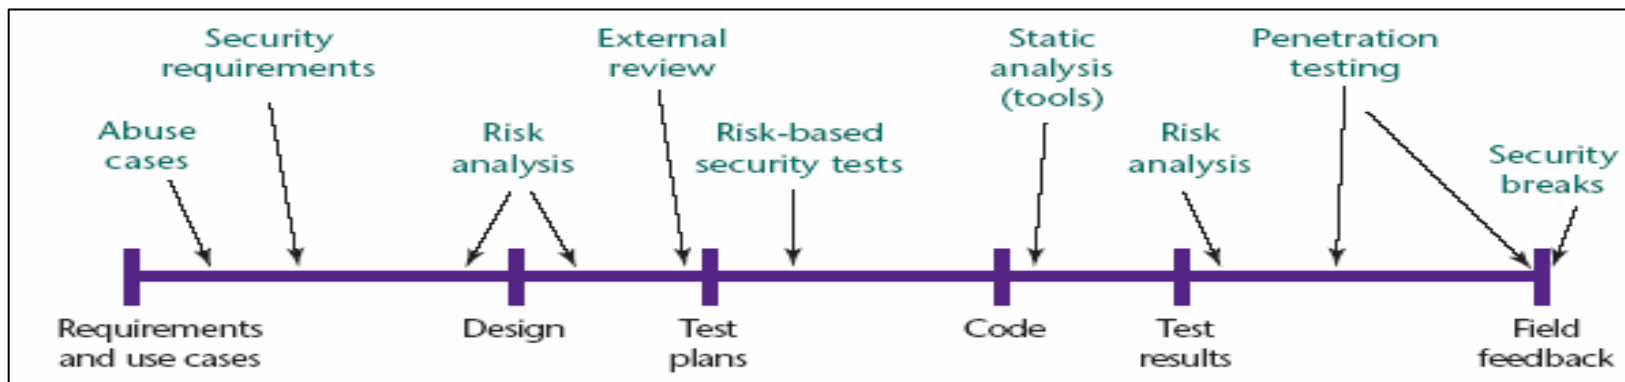 Security
requirements
External
review
Static
analysis
(tools)
Penetration
testing
Abuse
cases
Risk
analysis
Risk-based
security tests
Risk
analysis
Security
breaks
Requirements
and use cases
Design
Test
plans
Code
Test
results
Field
feedback